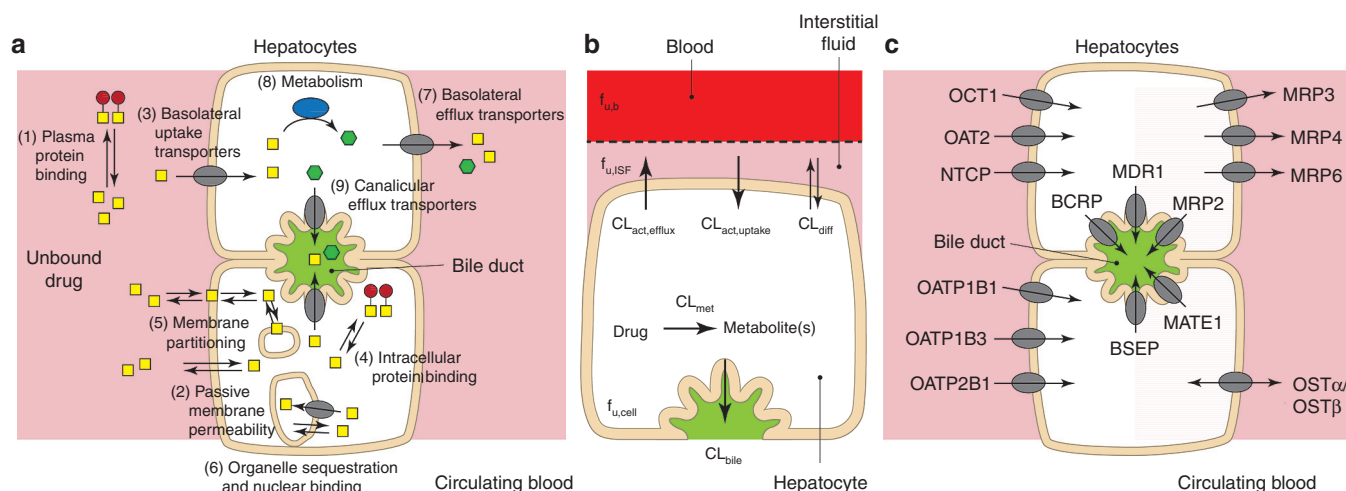 a
Hepatocytes
(8) Metabolism
(7) Basolateral
efflux transporters
(3) Basolateral
uptake
transporters
(1) Plasma
protein
binding
(9) Canalicular
efflux transporters
Unbound
drug
Bile duct
(5) Membrane
partitioning
(4) Intracellular
protein binding
(2) Passive
membrane
permeability
(6) Organelle sequestration
and nuclear binding
Circulating blood
b
Blood
Interstitial
fluid
fu,b
fu,ISF
CLact,efflux
CLact,uptake
CLdiff
CLmet
Drug
Metabolite(s)
fu,cell
CLbile
Hepatocyte
c
Hepatocytes
OCT1
OAT2
NTCP
MRP3
MRP4
MRP6
MDR1
BCRP
MRP2
Bile duct
OATP1B1
OATP1B3
OATP2B1
MATE1
BSEP
OSTα/
OSTβ
Circulating blood